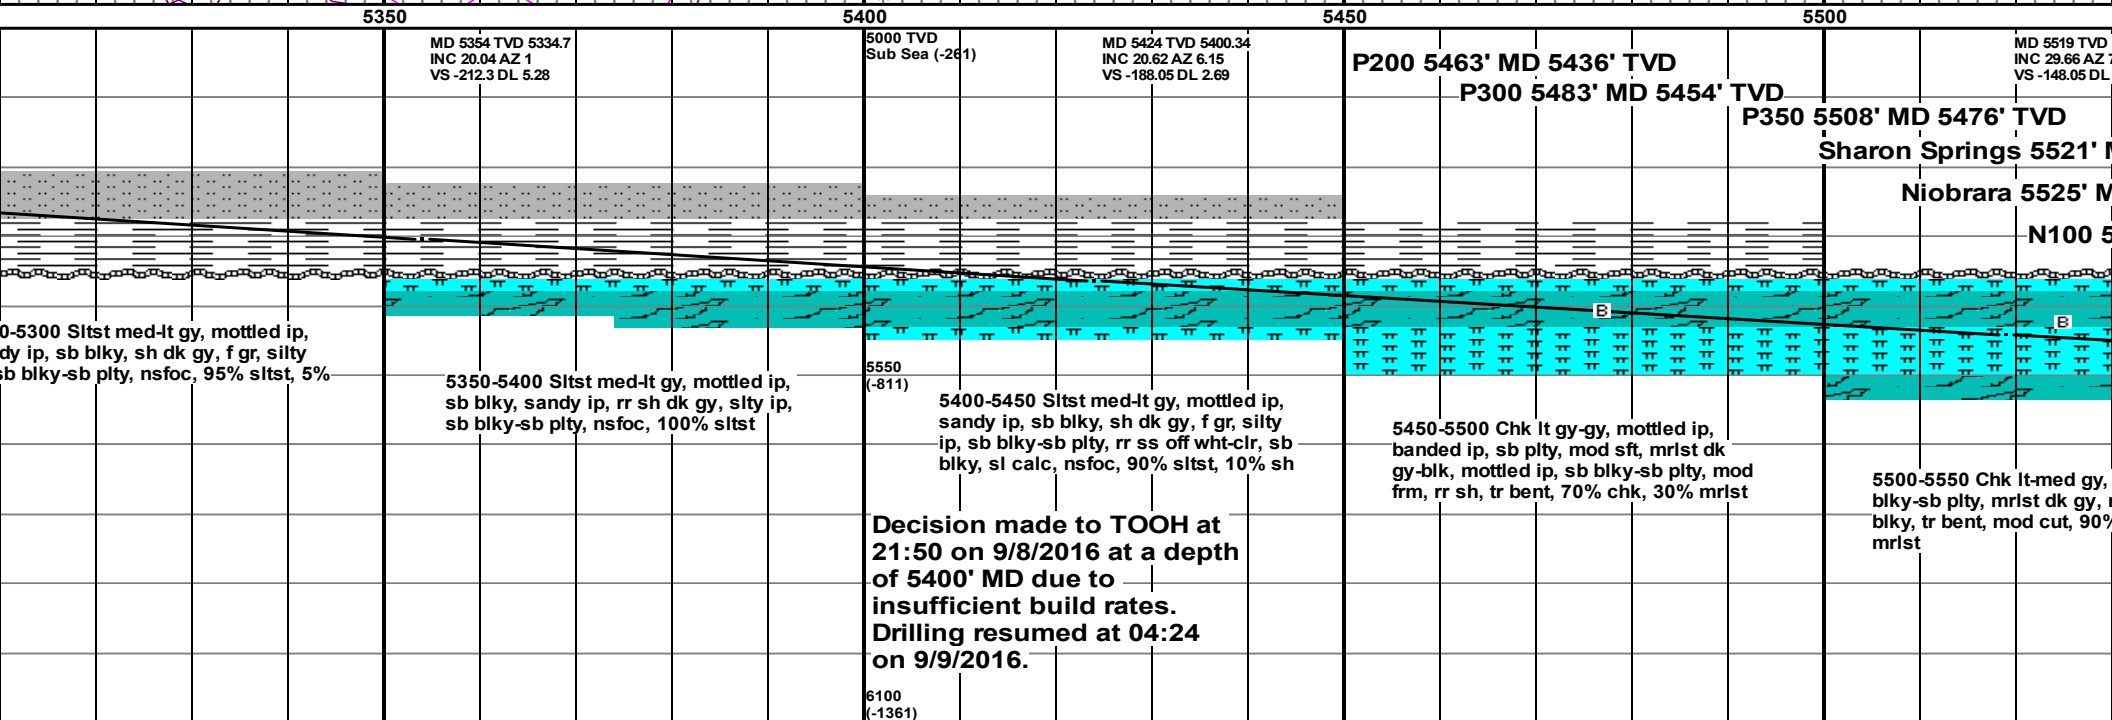 5350
5400
5450
5500
MD 5354 TVD 5334.7
INC 20.04 AZ 1
VS -212.3 DL 5.28
5000 TVD
Sub Sea (-261)
MD 5424 TVD 5400.34
INC 20.62 AZ 6.15
VS -188.05 DL 2.69
P200 5463' MD 5436' TVD
P300 5483' MD 5454' TVD
P350 5508' MD 5476' TVD
MD 5519 TVD
INC 29.66 AZ
VS -148.05 DL
Sharon Springs 5521'
Niobrara 5525'
N100
B
B
0-5300 Sltst med-lt gy, mottled ip,
dy ip, sb blky, sh dk gy, f gr, silty
sb blky-sb plty, nsfoc, 95% sltst, 5%
5350-5400 Sltst med-lt gy, mottled ip,
sb blky, sandy ip, rr sh dk gy, slty ip,
sb blky-sb plty, nsfoc, 100% sltst
5550
(-811)
5400-5450 Sltst med-lt gy, mottled ip,
sandy ip, sb blky, sh dk gy, f gr, silty
ip, sb blky-sb plty, rr ss off wht-clr, sb
blky, sl calc, nsfoc, 90% sltst, 10% sh
5450-5500 Chk lt gy-gy, mottled ip,
banded ip, sb plty, mod sft, mrlst dk
gy-blk, mottled ip, sb blky-sb plty, mod
frm, rr sh, tr bent, 70% chk, 30% mrlst
5500-5550 Chk lt-med gy,
blky-sb plty, mrlst dk gy,
blky, tr bent, mod cut, 90%
mrlst
Decision made to TOOH at
21:50 on 9/8/2016 at a depth
of 5400' MD due to
insufficient build rates.
Drilling resumed at 04:24
on 9/9/2016.
6100
(-1361)